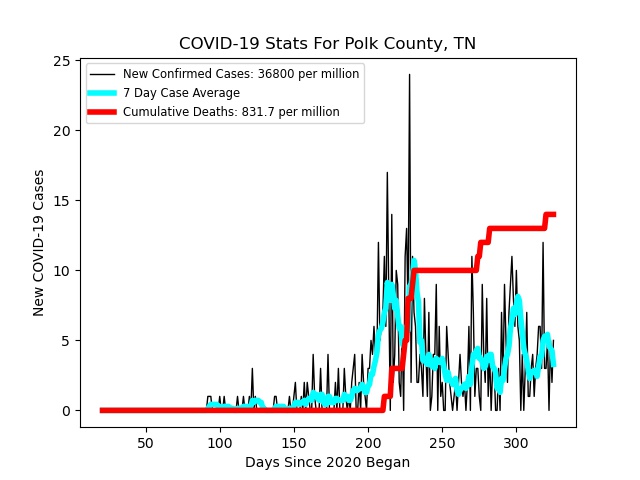 COVID-19 Stats For Polk County, TN
New Confirmed Cases: 36800 per million
7 Day Case Average
Cumulative Deaths: 831.7 per million
New COVID-19 Cases
25
20
15
10
5
0
50 100 150 200 250 300
Days Since 2020 Began